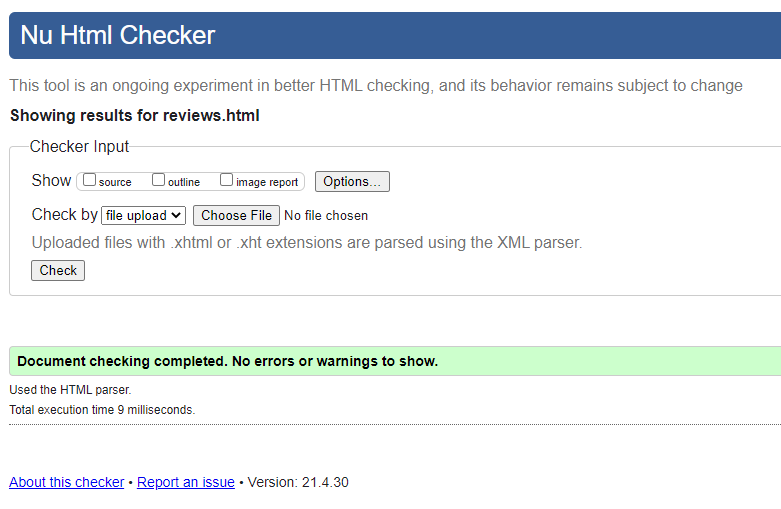 Nu Html Checker
This tool is an ongoing experiment in better HTML checking, and its behavior remains subject to change
Showing results for reviews.html
Checker Input
Show source outline image report Options...
Check by file upload Choose File No file chosen
Uploaded files with .xhtml or .xht extensions are parsed using the XML parser.
Check
Document checking completed. No errors or warnings to show.
Used the HTML parser.
Total execution time 9 milliseconds.
About this checker • Report an issue • Version: 21.4.30